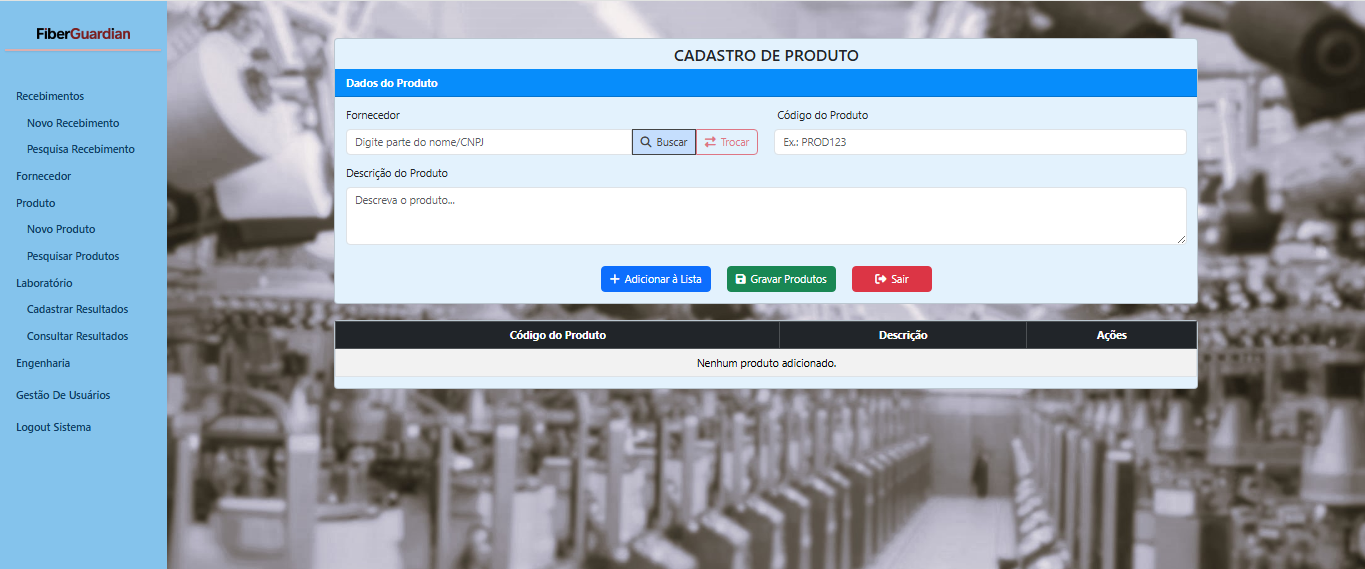 FiberGuardian
Recebimentos
Novo Recebimento
Pesquisa Recebimento
Fornecedor
Produto
Novo Produto
Pesquisar Produtos
Laboratório
Cadastrar Resultados
Consultar Resultados
Engenharia
Gestão De Usuários
Logout Sistema
CADASTRO DE PRODUTO
Dados do Produto
Fornecedor Código do Produto
Digite parte do nome/CNPJ Buscar Trocar Ex.: PROD123
Descrição do Produto
Descreva o produto...
Adicionar à Lista Gravar Produtos Sair
Código do Produto Descrição Ações
Nenhum produto adicionado.